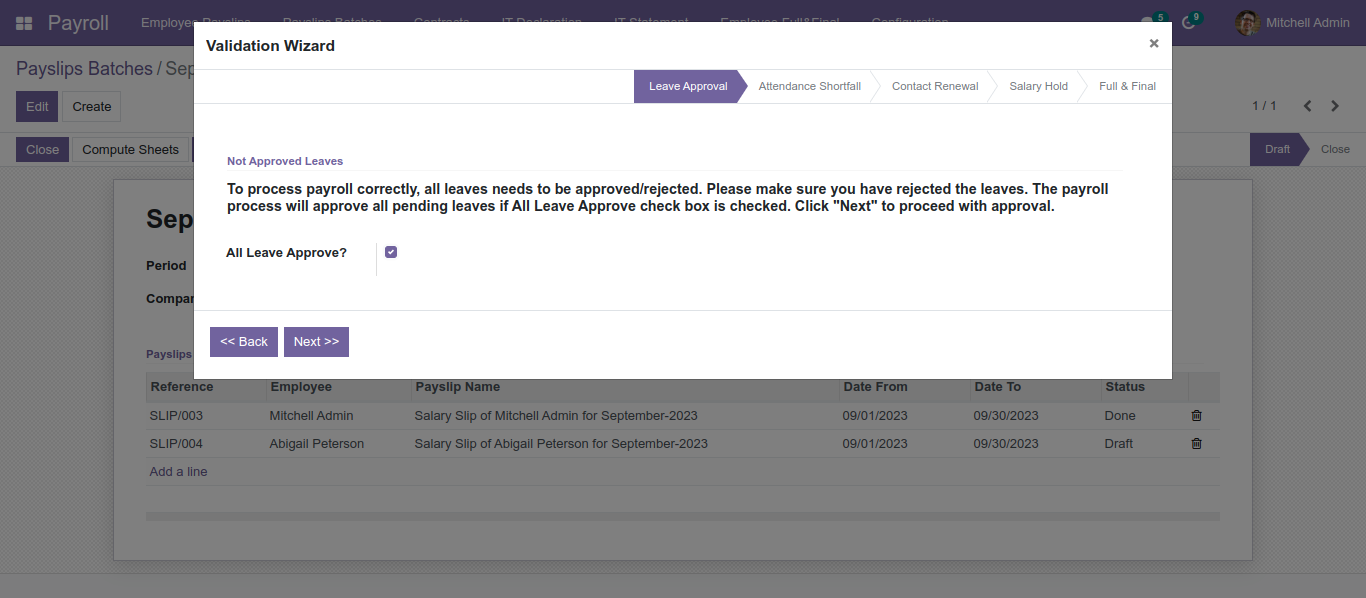 Payroll
Employee Payslips Payslips Batches Contracts IT Declaration IT Statement Employee Full&Final Configuration
5 9 Mitchell Admin
Validation Wizard ×
Payslips Batches / Sep
Leave Approval Attendance Shortfall Contact Renewal Salary Hold Full & Final
Edit Create
1 / 1
Close Compute Sheets
Draft Close
Not Approved Leaves
To process payroll correctly, all leaves needs to be approved/rejected. Please make sure you have rejected the leaves. The payroll
process will approve all pending leaves if All Leave Approve check box is checked. Click "Next" to proceed with approval.
Sep
All Leave Approve?
Period
Compan
<< Back Next >>
Payslips
Reference Employee Payslip Name Date From Date To Status
SLIP/003 Mitchell Admin Salary Slip of Mitchell Admin for September-2023 09/01/2023 09/30/2023 Done
SLIP/004 Abigail Peterson Salary Slip of Abigail Peterson for September-2023 09/01/2023 09/30/2023 Draft
Add a line